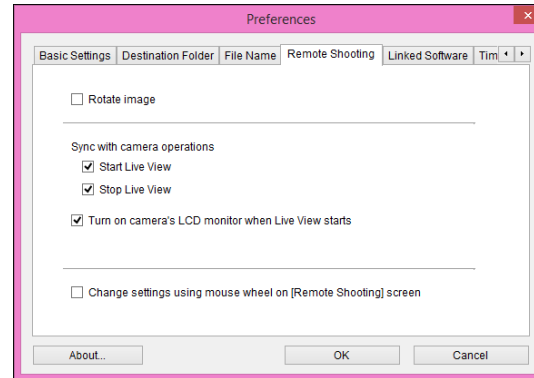 Preferences
Basic Settings Destination Folder File Name Remote Shooting Linked Software Tim
Rotate image
Sync with camera operations
Start Live View
Stop Live View
Turn on camera's LCD monitor when Live View starts
Change settings using mouse wheel on [Remote Shooting] screen
About... OK Cancel